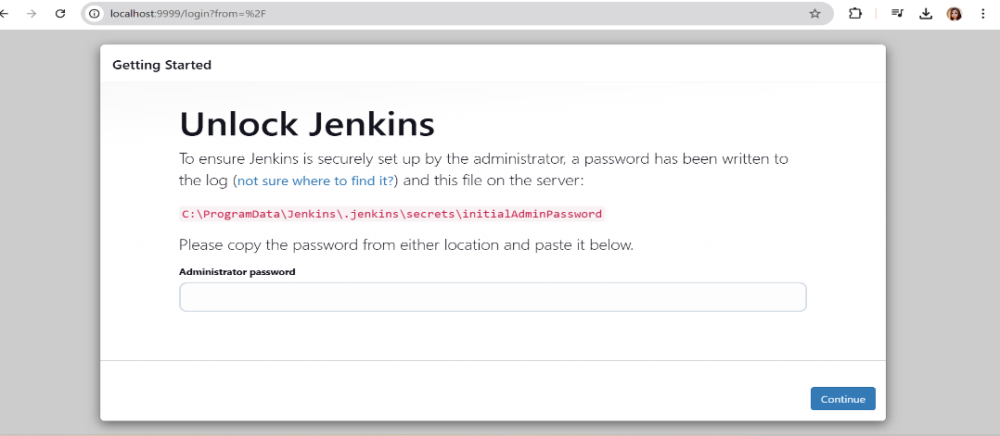 localhost:9999/login?from=%2F
Getting Started
Unlock Jenkins
To ensure Jenkins is securely set up by the administrator, a password has been written to
the log (not sure where to find it?) and this file on the server:
C:\ProgramData\Jenkins\.jenkins\secrets\initialAdminPassword
Please copy the password from either location and paste it below.
Administrator password
Continue